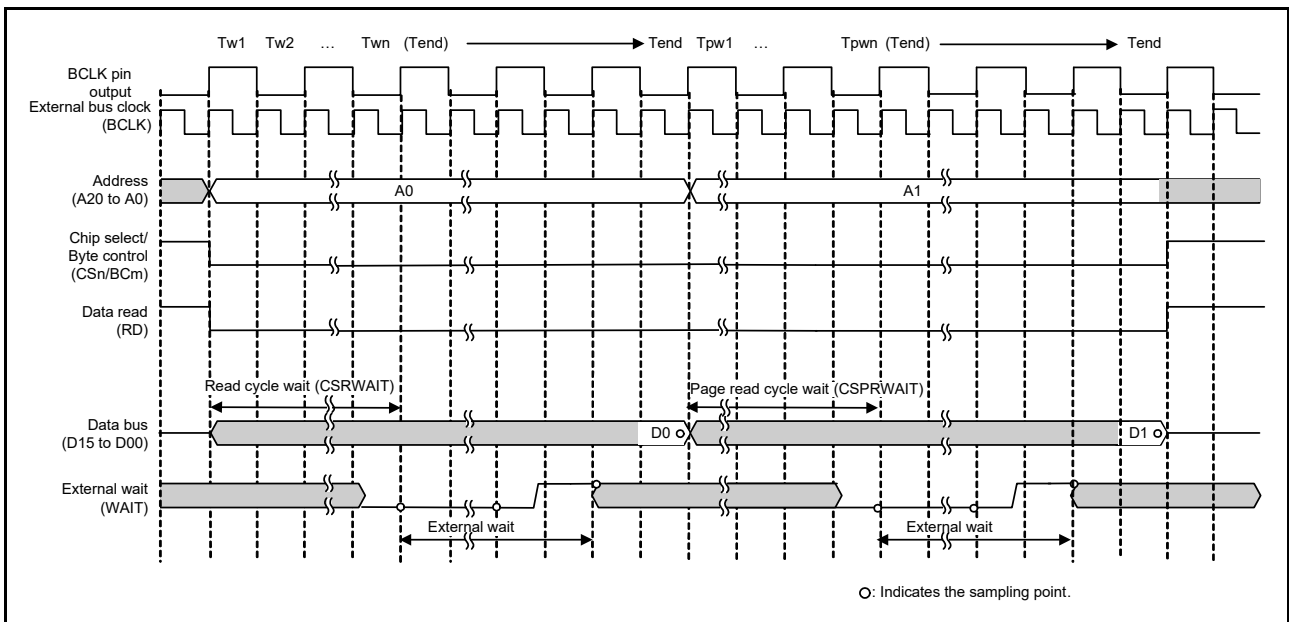 Tw1 Tw2 … Twn (Tend) Tend Tpw1 … Tpwn (Tend) Tend
BCLK pin
output
External bus clock
(BCLK)
Address
(A20 to A0)
A0 A1
Chip select/
Byte control
(CSn/BCm)
Data read
(RD)
Read cycle wait (CSRWAIT) Page read cycle wait (CSPRWAIT)
Data bus
(D15 to D00)
D0 D1
External wait
(WAIT)
External wait External wait
: Indicates the sampling point.